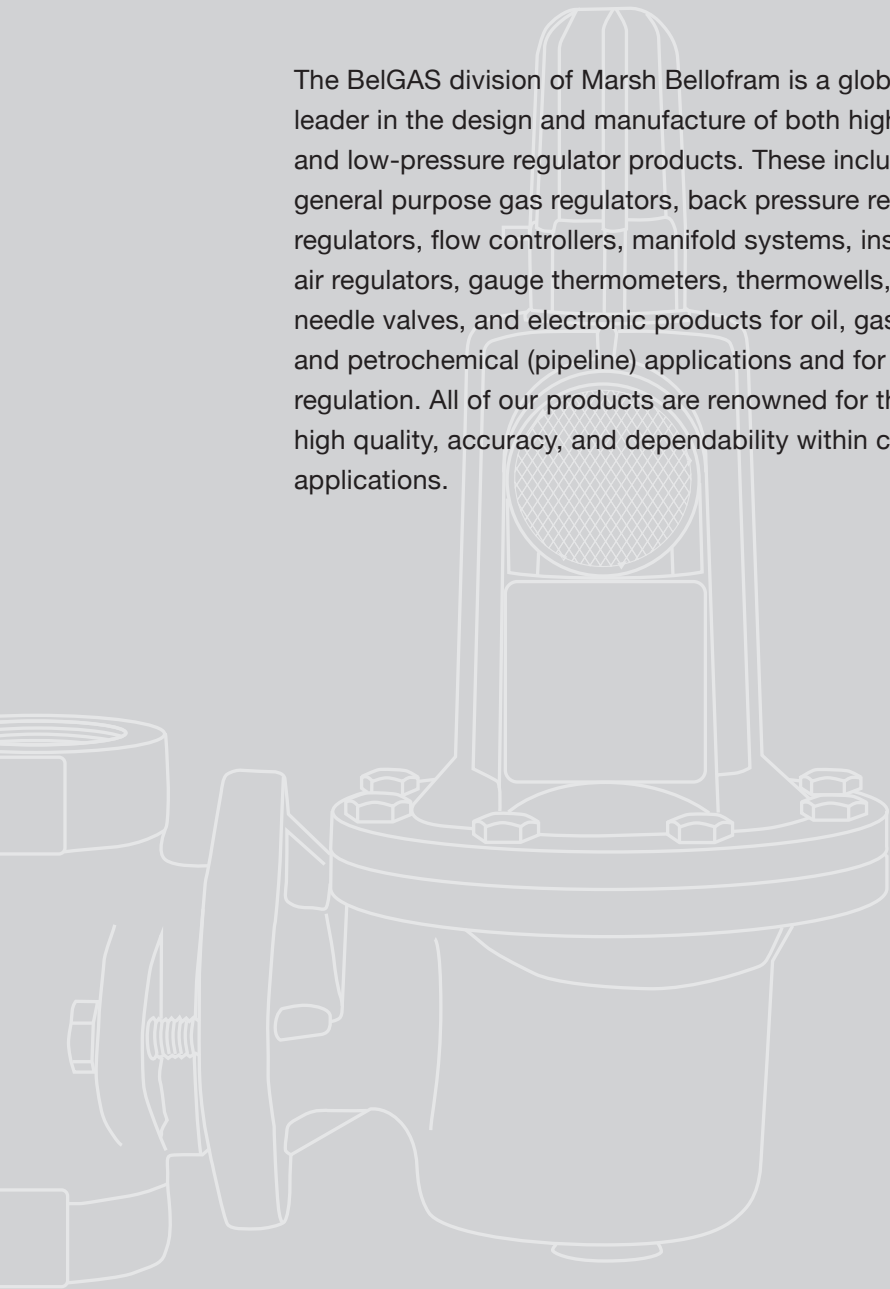 The BelGAS division of Marsh Bellofram is a glob
leader in the design and manufacture of both high
and low-pressure regulator products. These inclu
general purpose gas regulators, back pressure re
regulators, flow controllers, manifold systems, ins
air regulators, gauge thermometers, thermowells,
needle valves, and electronic products for oil, gas
and petrochemical (pipeline) applications and for
regulation. All of our products are renowned for th
high quality, accuracy, and dependability within c
applications.